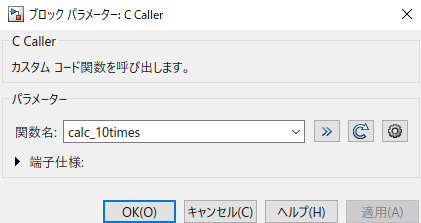 ブロック パラメーター: C Caller
C Caller
カスタム コード関数を呼び出します。
パラメーター
関数名: calc_10times
端子仕様:
OK(O) キャンセル(C) ヘルプ(H) 適用(A)